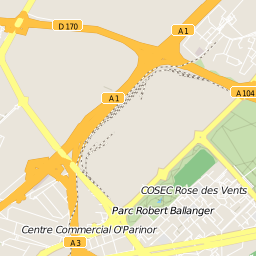 D 170
A 1
A 104
A 1
COSEC Rose des Vents
Parc Robert Ballanger
Centre Commercial O'Parinor
A 3